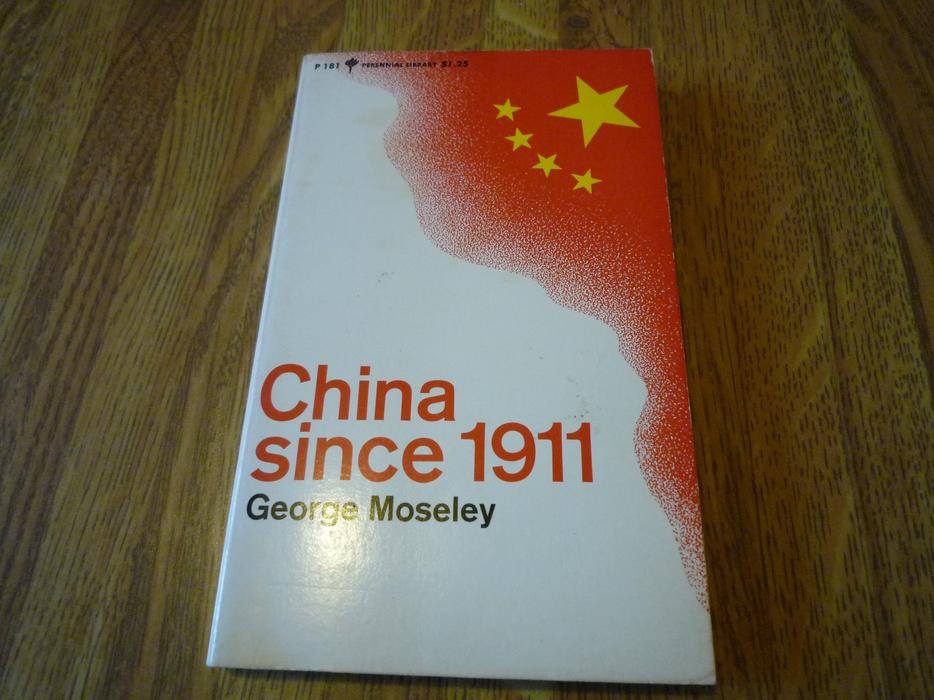 P 181 PERENNIAL LIBRARY $1.25
China
since 1911
George Moseley